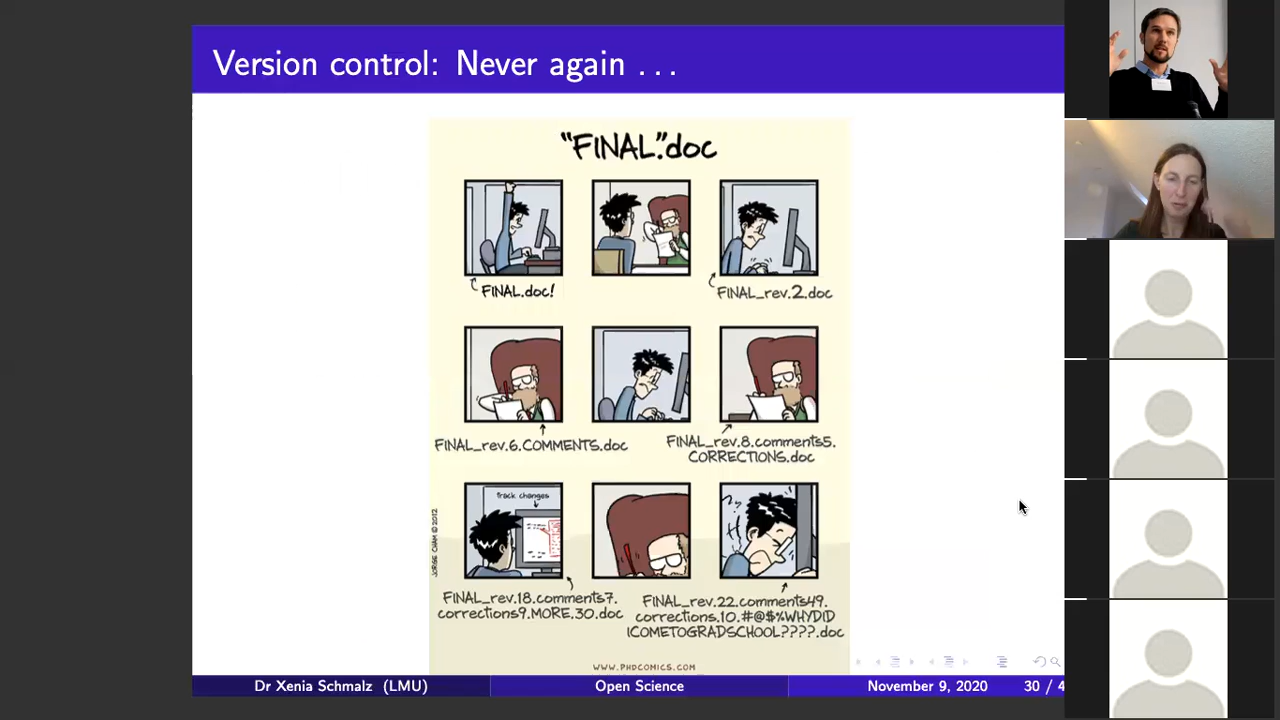 Version control: Never again . . .
"FINAL".doc
FINAL.doc!
FINAL_rev.2.doc
FINAL_rev.6.COMMENTS.doc
FINAL_rev.8.comments5.
CORRECTIONS.doc
track changes
FINAL_rev.18.comments7.
corrections9.MORE.30.doc
FINAL_rev.22.comments49.
corrections.10.#@$%WHYDID
ICOMETOGRADSCHOOL????.doc
JORGE CHAM © 2012
WWW.PHDCOMICS.COM
Dr Xenia Schmalz (LMU)
Open Science
November 9, 2020
30 / 4